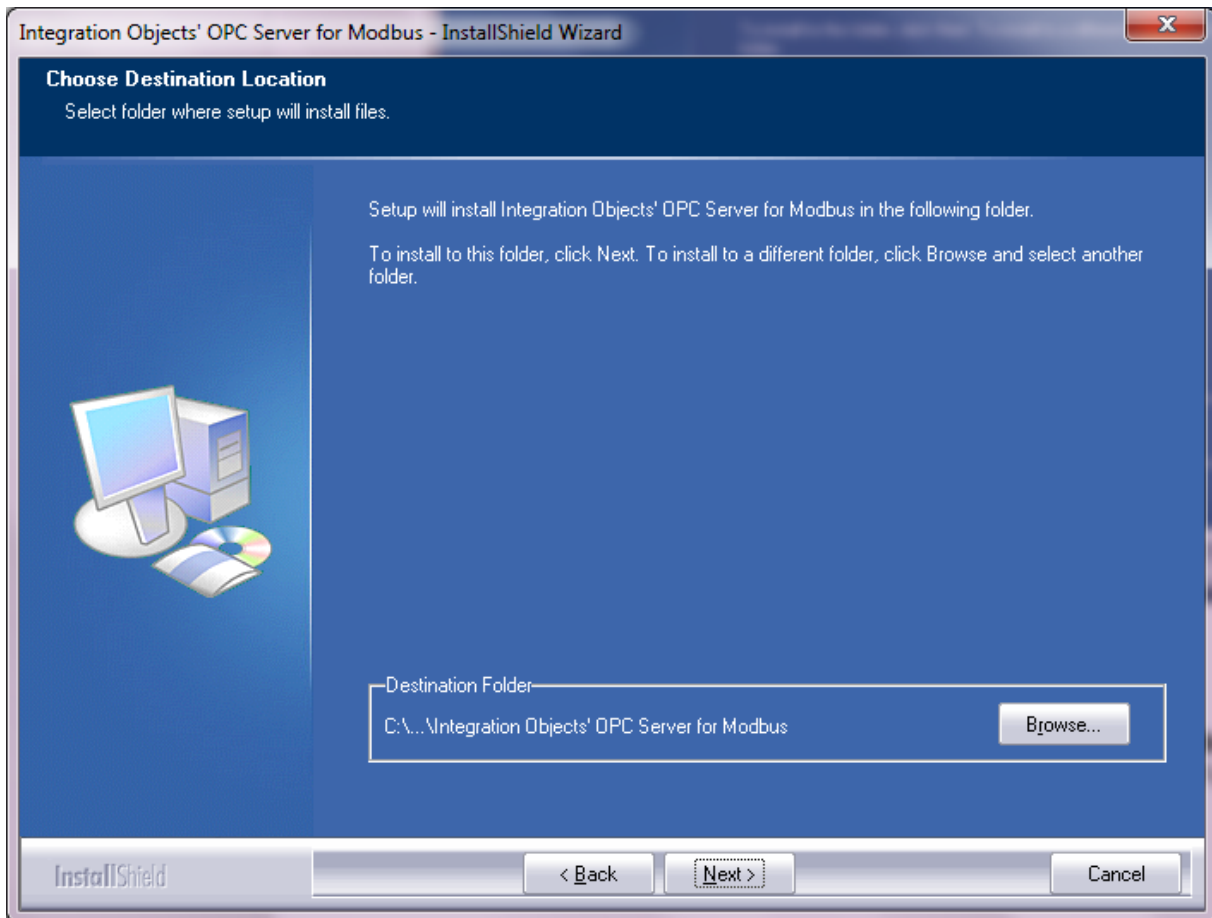 Integration Objects' OPC Server for Modbus - InstallShield Wizard
Choose Destination Location
Select folder where setup will install files.
Setup will install Integration Objects' OPC Server for Modbus in the following folder.
To install to this folder, click Next. To install to a different folder, click Browse and select another
folder.
Destination Folder
C:\...\Integration Objects' OPC Server for Modbus
Browse...
InstallShield
< Back
Next >
Cancel